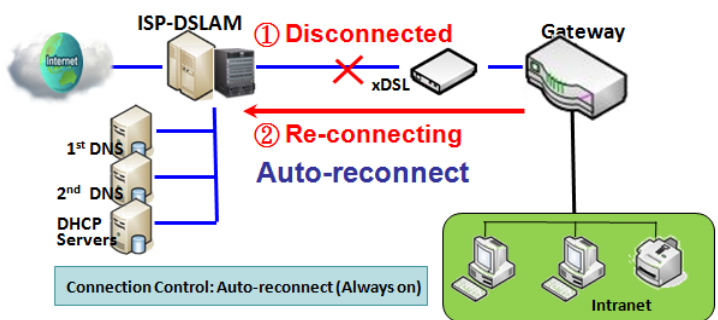 ISP-DSLAM
① Disconnected
Gateway
Internet
xDSL
② Re-connecting
1st DNS
Auto-reconnect
2nd DNS
DHCP
Servers
Connection Control: Auto-reconnect (Always on)
Intranet